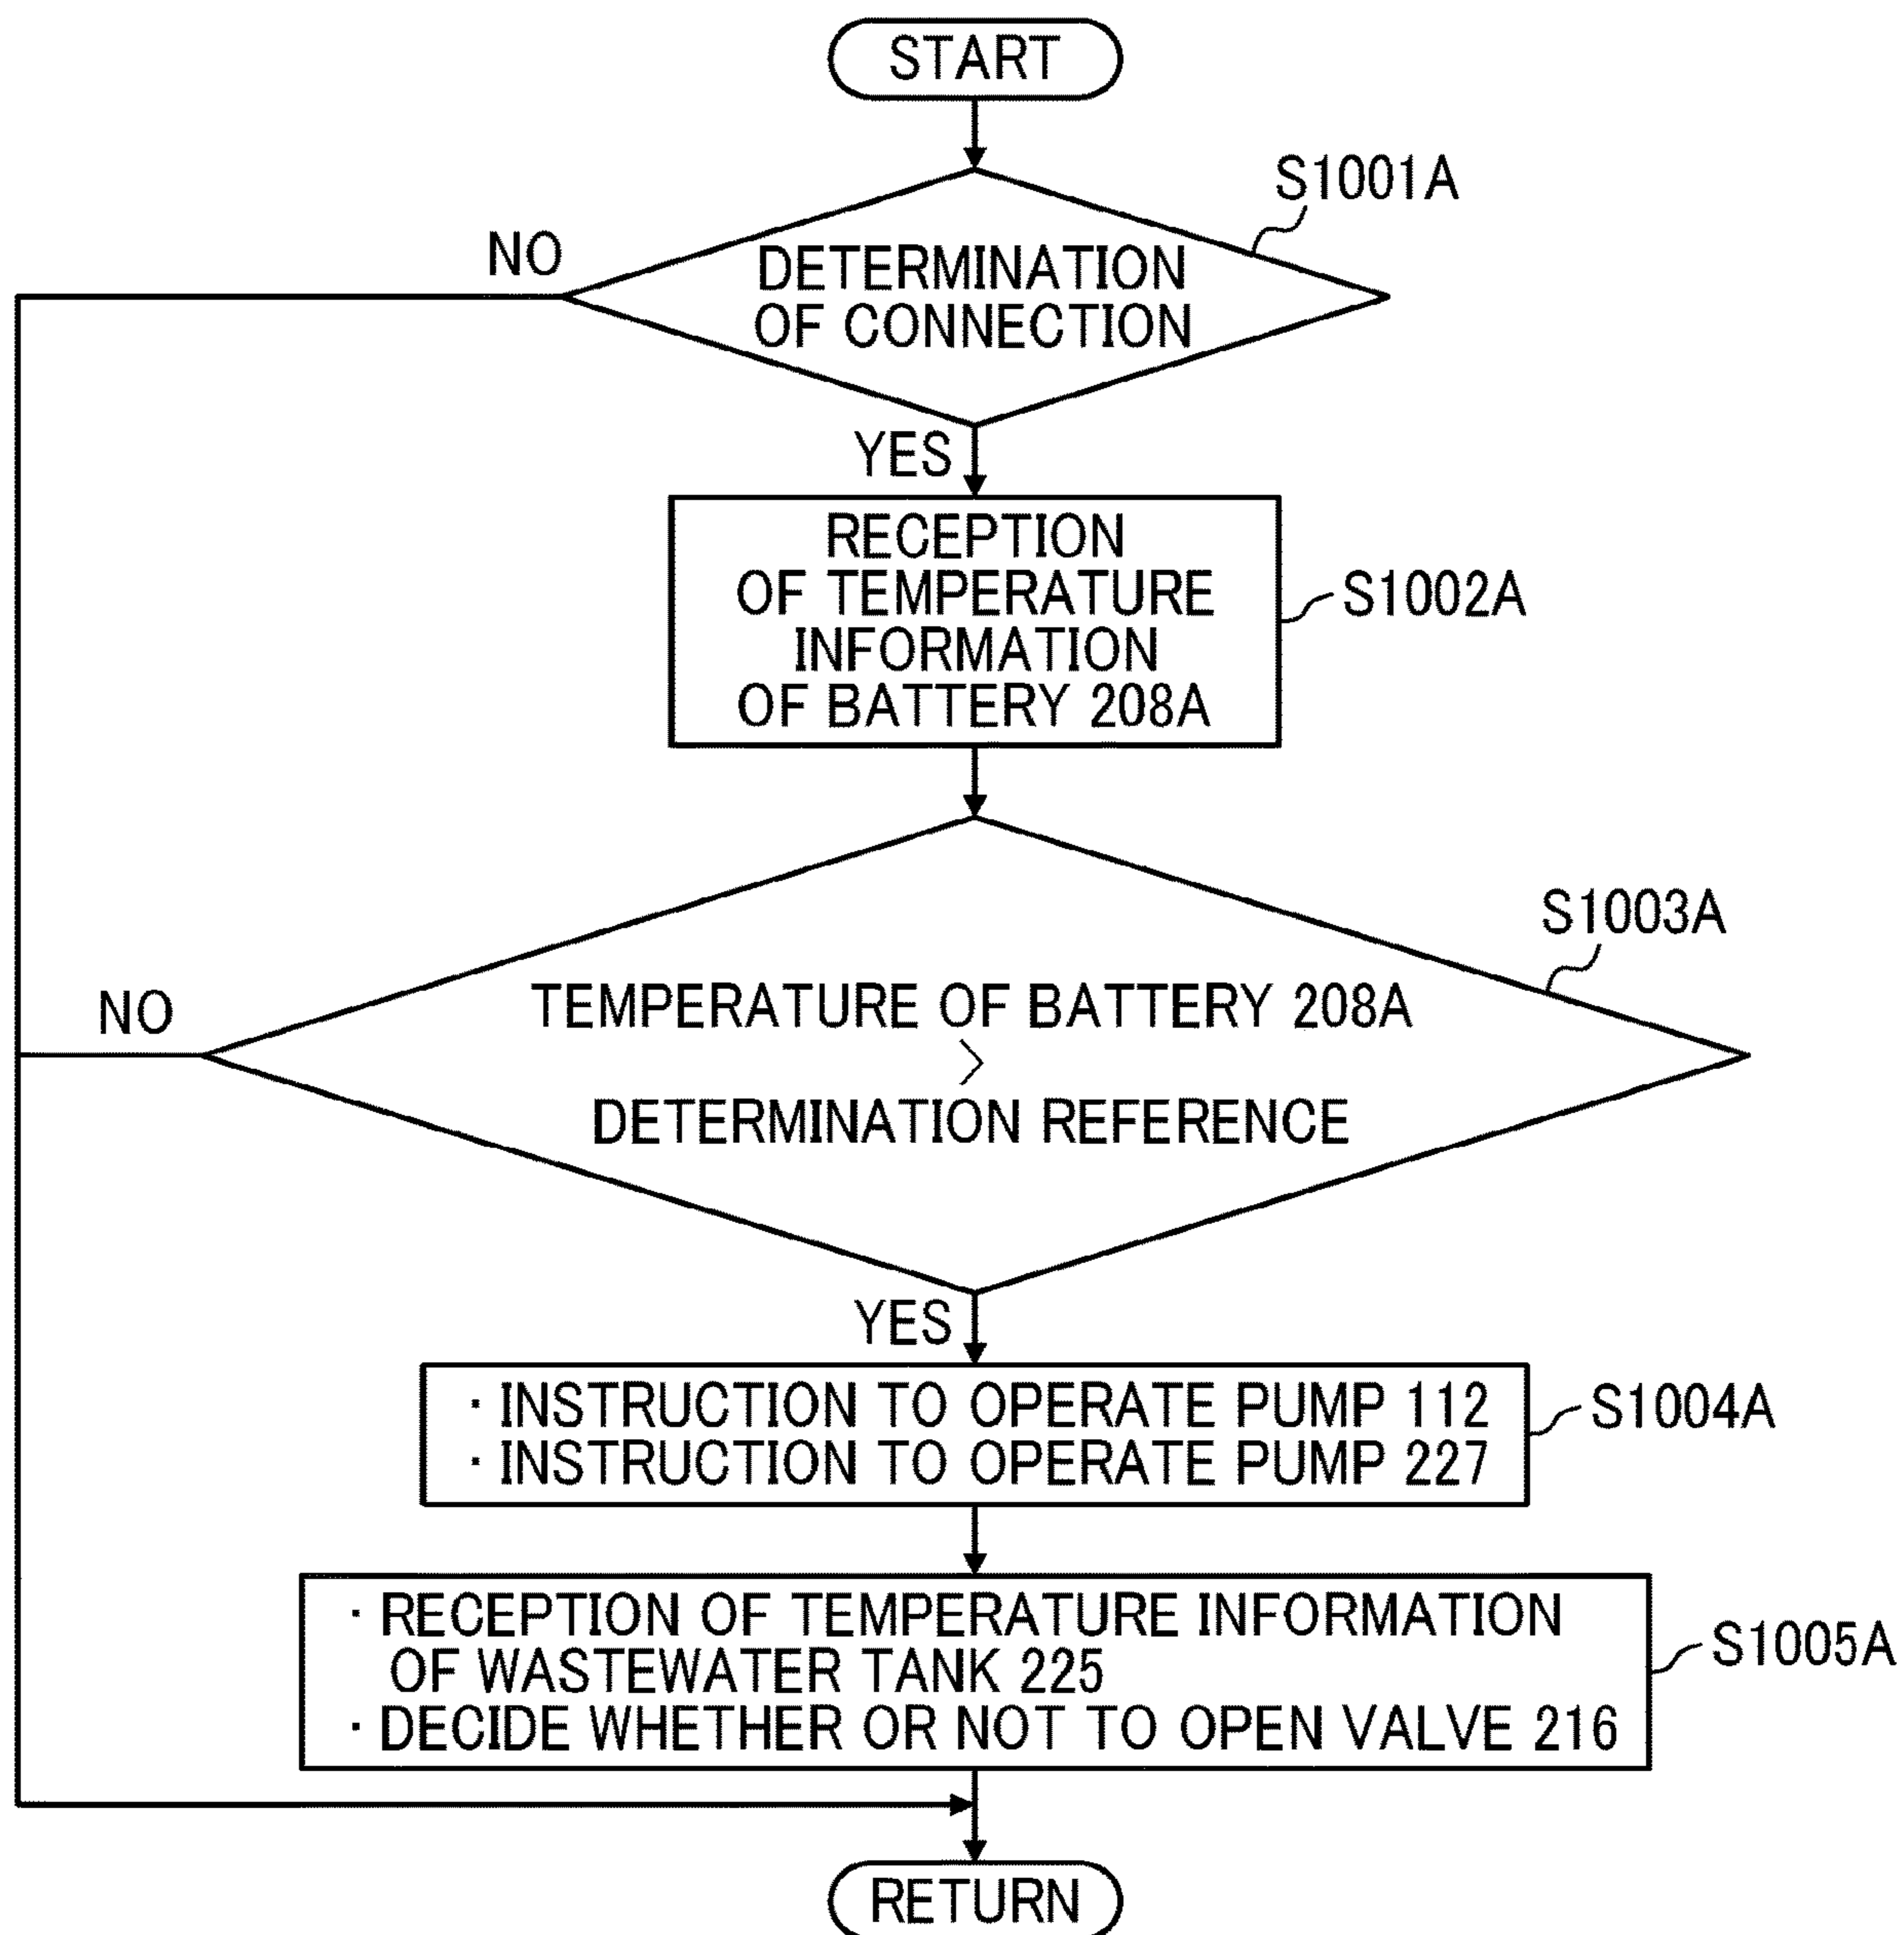 START
S1001A
NO
DETERMINATION
OF CONNECTION
YES
RECEPTION
OF TEMPERATURE
INFORMATION
OF BATTERY 208A
S1002A
S1003A
NO
TEMPERATURE OF BATTERY 208A
>
DETERMINATION REFERENCE
YES
· INSTRUCTION TO OPERATE PUMP 112
· INSTRUCTION TO OPERATE PUMP 227
S1004A
· RECEPTION OF TEMPERATURE INFORMATION
OF WASTEWATER TANK 225
· DECIDE WHETHER OR NOT TO OPEN VALVE 216
S1005A
RETURN